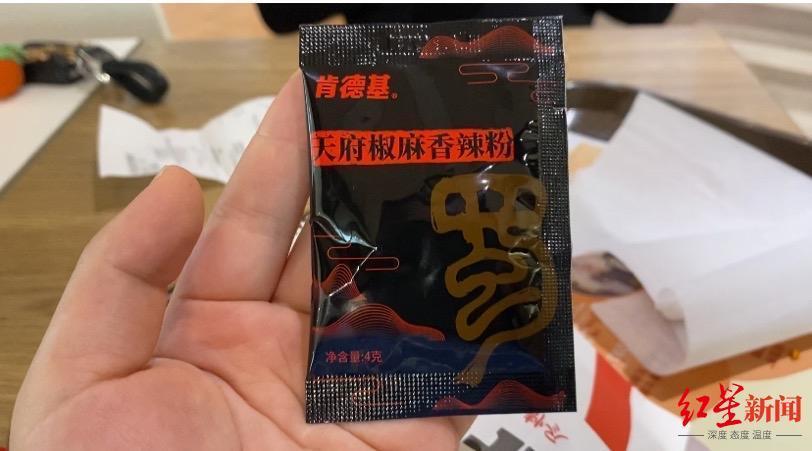 肯德基®
天府椒麻香辣粉
净含量:4克
红星新闻
深度 态度 温度